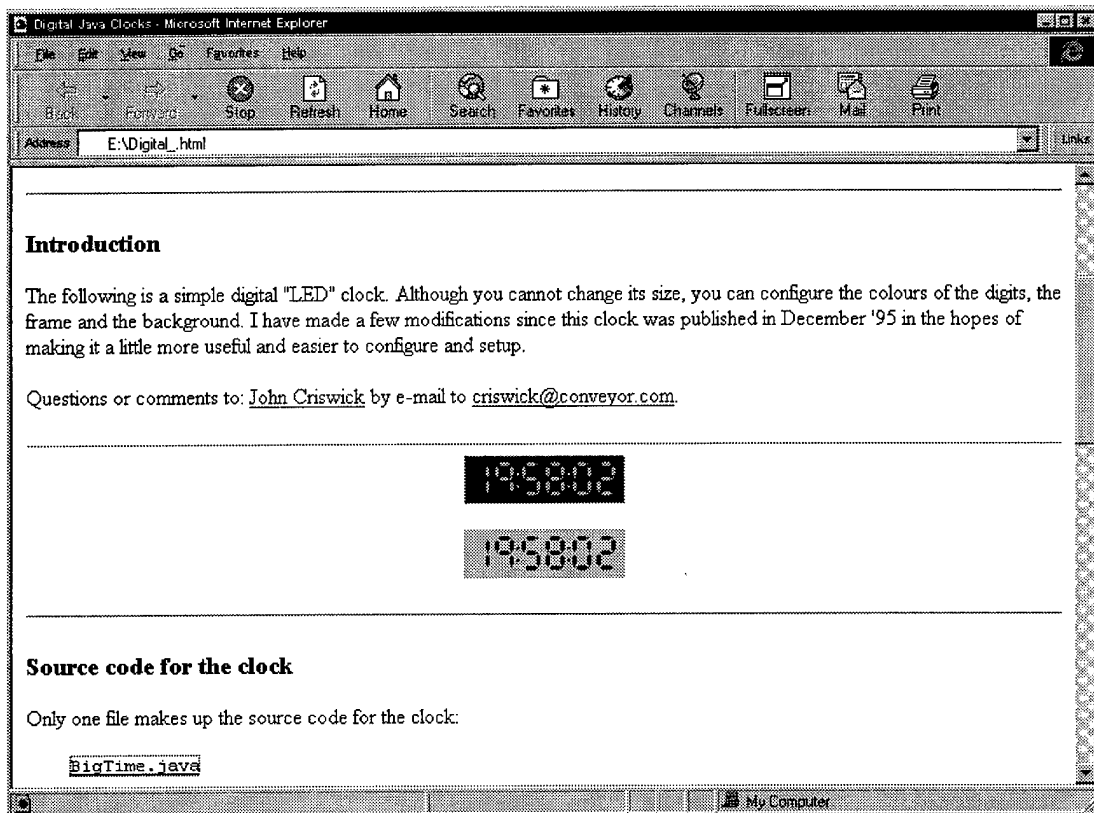 Digital Java Clocks - Microsoft Internet Explorer
File Edit View Go Favorites Help
Back Forward Stop Refresh Home Search Favorites History Channels Fullscreen Mail Print
Address E:\Digital_.html Links
Introduction
The following is a simple digital "LED" clock. Although you cannot change its size, you can configure the colours of the digits, the
frame and the background. I have made a few modifications since this clock was published in December '95 in the hopes of
making it a little more useful and easier to configure and setup.
Questions or comments to: John Criswick by e-mail to criswick@conveyor.com.
19:58:02
19:58:02
Source code for the clock
Only one file makes up the source code for the clock:
BigTime.java
My Computer